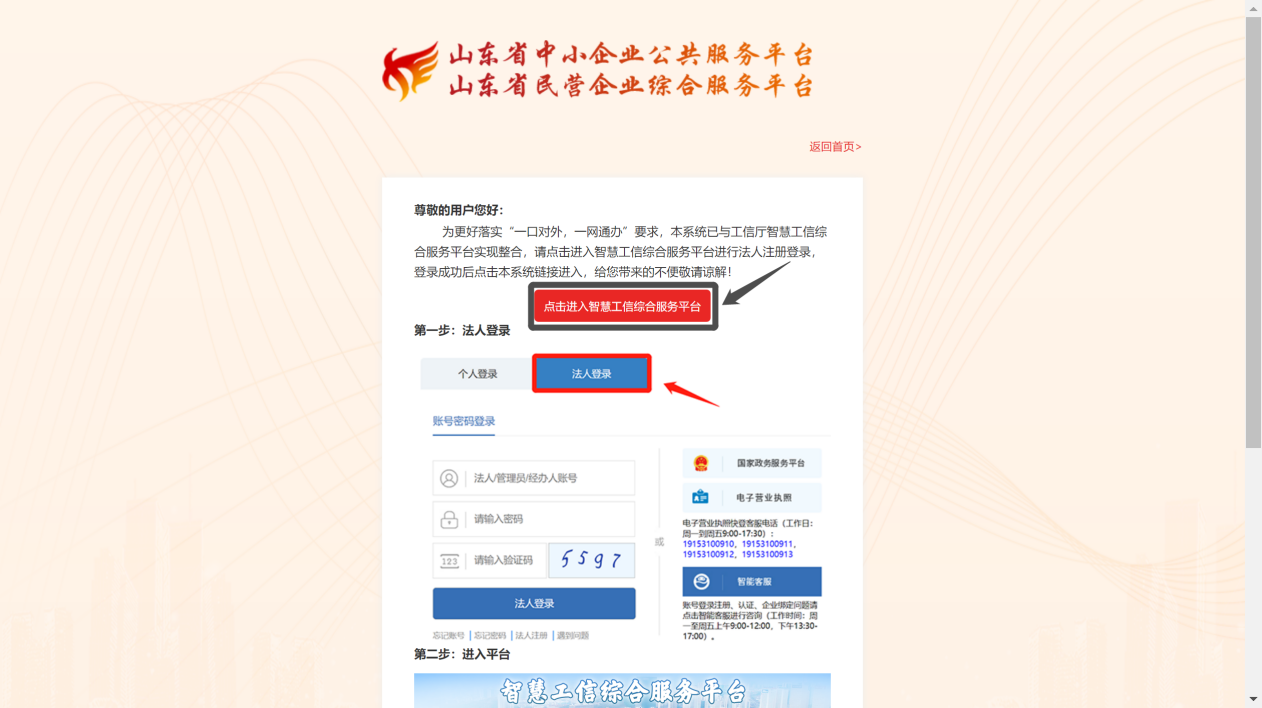 山东省中小企业公共服务平台
山东省民营企业综合服务平台
返回首页>
尊敬的用户您好：
为更好落实“一口对外，一网通办”要求，本系统已与工信厅智慧工信综
合服务平台实现整合，请点击进入智慧工信综合服务平台进行法人注册登录，
登录成功后点击本系统链接进入，给您带来的不便敬请谅解！
点击进入智慧工信综合服务平台
第一步：法人登录
个人登录
法人登录
账号密码登录
法人/管理员/经办人账号
请输入密码
123
请输入验证码
5597
法人登录
忘记账号
忘记密码
法人注册
遇到问题
或
国家政务服务平台
电子营业执照
电子营业执照快登客服电话（工作日：
周一到周五9:00-17:30）：
19153100910，19153100911，
19153100912，19153100913
智能客服
账号登录注册、认证、企业绑定问题请
点击智能客服进行咨询（工作时间：周
一至周五上午9:00-12:00，下午13:30-
17:00）。
第二步：进入平台
智慧工信综合服务平台